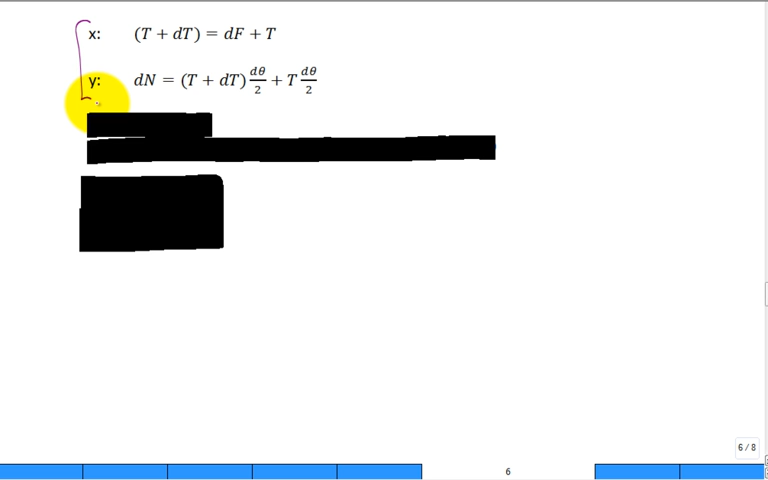 x: (T + dT) = dF + T
y: dN = (T + dT) dθ/2 + T dθ/2
6 / 8
6